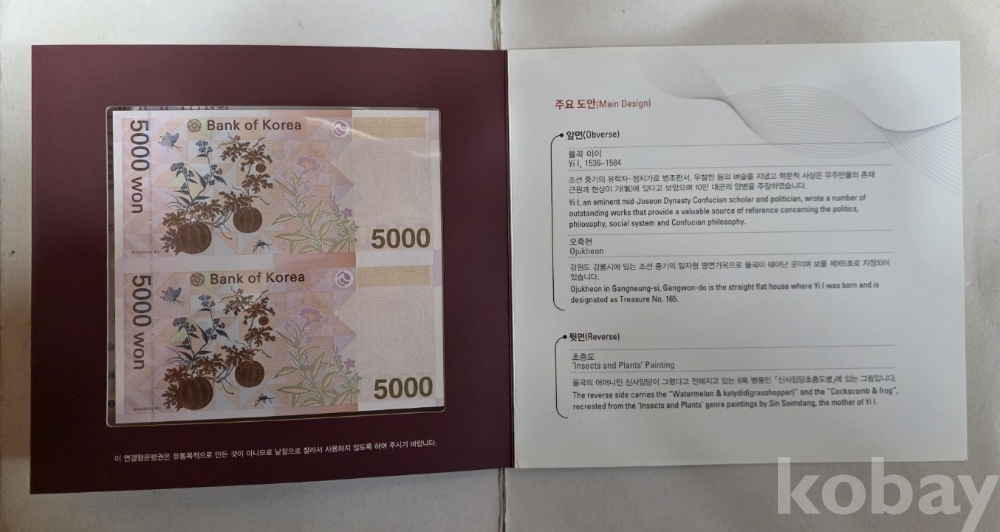 Bank of Korea
5000 won
5000
Bank of Korea
5000 won
5000
이 연결형은행권은 유통목적으로 만든 것이 아니므로 낱장으로 잘라서 사용하지 않도록 하여 주시기 바랍니다.
주요 도안(Main Design)
앞면(Obverse)
율곡 이이
Yi I, 1536-1584
조선 중기의 유학자·정치가로 병조판서, 우참찬 등의 벼슬을 지냈고 학문적 사상은 우주만물의 존재
근원과 현상이 기(氣)에 있다고 보았으며 10만 대군의 양병을 주장하였습니다.
Yi I, an eminent mid-Joseon Dynasty Confucian scholar and politician, wrote a number of
outstanding works that provide a valuable source of reference concerning the politics,
philosophy, social system and Confucian philosophy.
오죽헌
Ojukheon
강원도 강릉시에 있는 조선 중기의 일자형 평면가옥으로 율곡이 태어난 곳이며 보물 제165호로 지정되어
있습니다.
Ojukheon in Gangneung-si, Gangwon-do is the straight flat house where Yi I was born and is
designated as Treasure No. 165.
뒷면(Reverse)
초충도
'Insects and Plants' Painting
율곡의 어머니인 신사임당이 그렸다고 전해지고 있는 8폭 병풍인 「신사임당초충도병」에 있는 그림입니다.
The reverse side carries the "Watermelon & katydid(grasshopper)" and the "Cockscomb & frog",
recreated from the 'Insects and Plants' genre paintings by Sin Saimdang, the mother of Yi I.
kobay